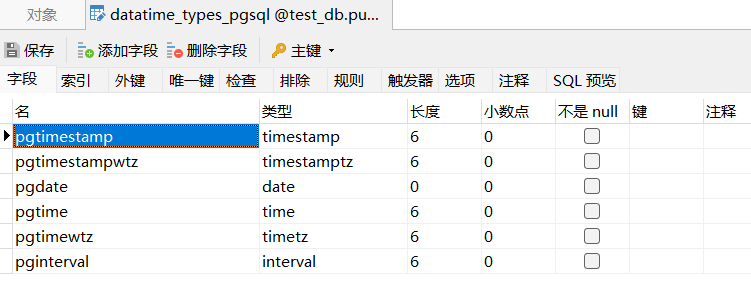 对象 datatime_types_pgsql @test_db.pu...
保存 添加字段 删除字段 主键
字段 索引 外键 唯一键 检查 排除 规则 触发器 选项 注释 SQL 预览
名 类型 长度 小数点 不是 null 键 注释
pgtimestamp timestamp 6 0
pgtimestampwtz timestamptz 6 0
pgdate date 0 0
pgtime time 6 0
pgtimewtz timetz 6 0
pginterval interval 6 0